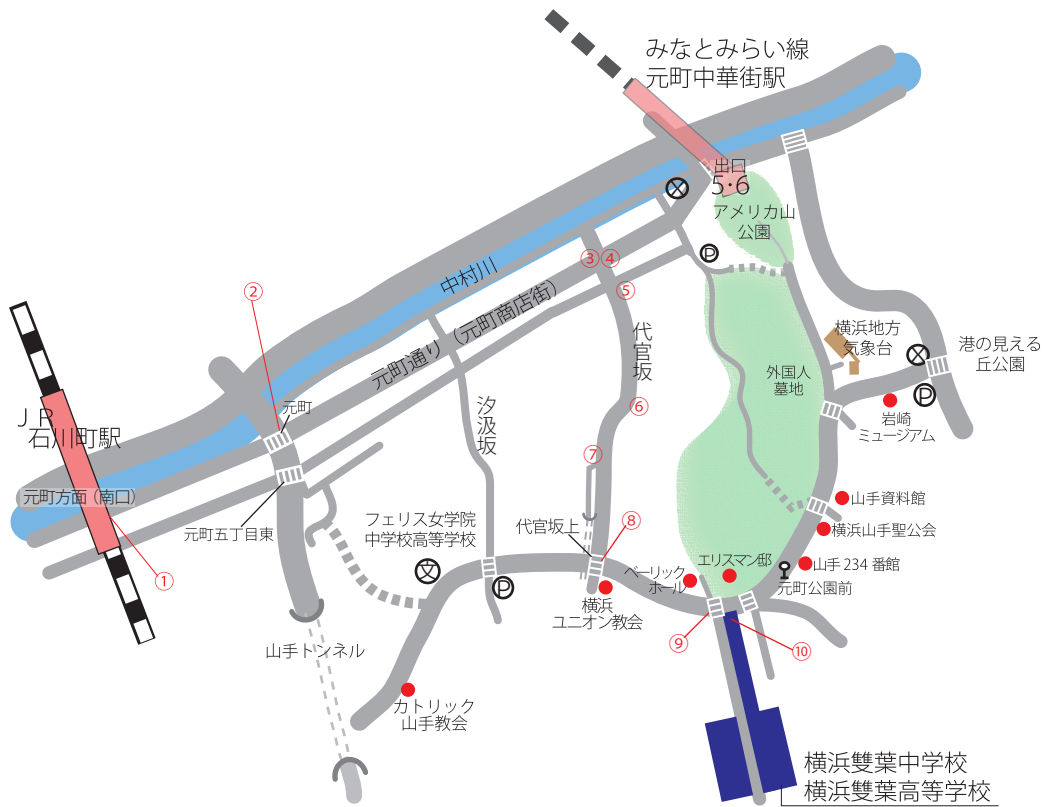 みなとみらい線
元町中華街駅
出口
5・6
アメリカ山
公園
中村川
P
③ ④
②
⑤
元町通り（元町商店街）
代官坂
横浜地方
気象台
港の見える
丘公園
外国人
墓地
P
⑥
元町
岩崎
ミュージアム
汐汲坂
ＪＲ
石川町駅
⑦
元町方面（南口）
山手資料館
元町五丁目東
フェリス女学院
中学校高等学校
代官坂上
⑧
横浜山手聖公会
文
エリスマン邸
山手 234 番館
ベーリック
ホール
元町公園前
①
P
横浜
ユニオン教会
⑨
⑩
山手トンネル
カトリック
山手教会
横浜雙葉中学校
横浜雙葉高等学校